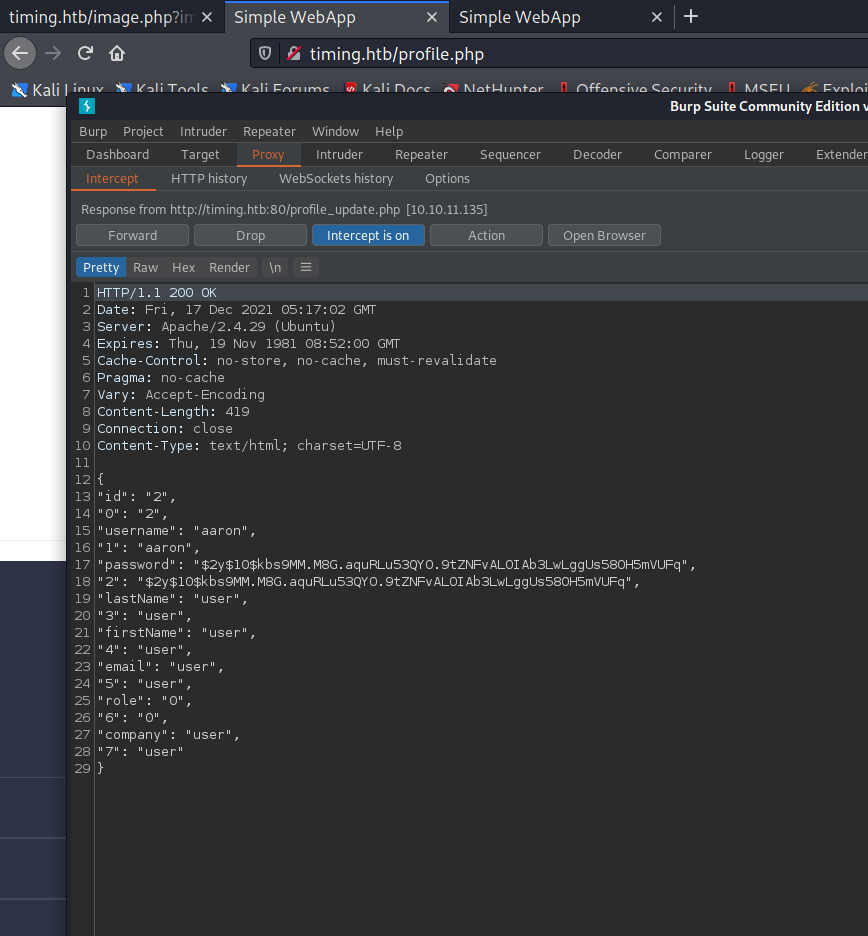 timing.htb/image.php?im
Simple WebApp
Simple WebApp
timing.htb/profile.php
Kali Linux
Kali Tools
Kali Forums
Kali Docs
NetHunter
Offensive Security
MSFU
Exploi
Burp Suite Community Edition v
Burp Project Intruder Repeater Window Help
Dashboard Target Proxy Intruder Repeater Sequencer Decoder Comparer Logger Extender
Intercept HTTP history WebSockets history Options
Response from http://timing.htb:80/profile_update.php [10.10.11.135]
Forward Drop Intercept is on Action Open Browser
Pretty Raw Hex Render \n
1 HTTP/1.1 200 OK
2 Date: Fri, 17 Dec 2021 05:17:02 GMT
3 Server: Apache/2.4.29 (Ubuntu)
4 Expires: Thu, 19 Nov 1981 08:52:00 GMT
5 Cache-Control: no-store, no-cache, must-revalidate
6 Pragma: no-cache
7 Vary: Accept-Encoding
8 Content-Length: 419
9 Connection: close
10 Content-Type: text/html; charset=UTF-8
11
12 {
13 "id": "2",
14 "0": "2",
15 "username": "aaron",
16 "1": "aaron",
17 "password": "$2y$10$kbs9MM.M8G.aquRLu53QYO.9tZNFvALOIAb3LwLggUs58OH5mVUFq",
18 "2": "$2y$10$kbs9MM.M8G.aquRLu53QYO.9tZNFvALOIAb3LwLggUs58OH5mVUFq",
19 "lastName": "user",
20 "3": "user",
21 "firstName": "user",
22 "4": "user",
23 "email": "user",
24 "5": "user",
25 "role": "0",
26 "6": "0",
27 "company": "user",
28 "7": "user"
29 }